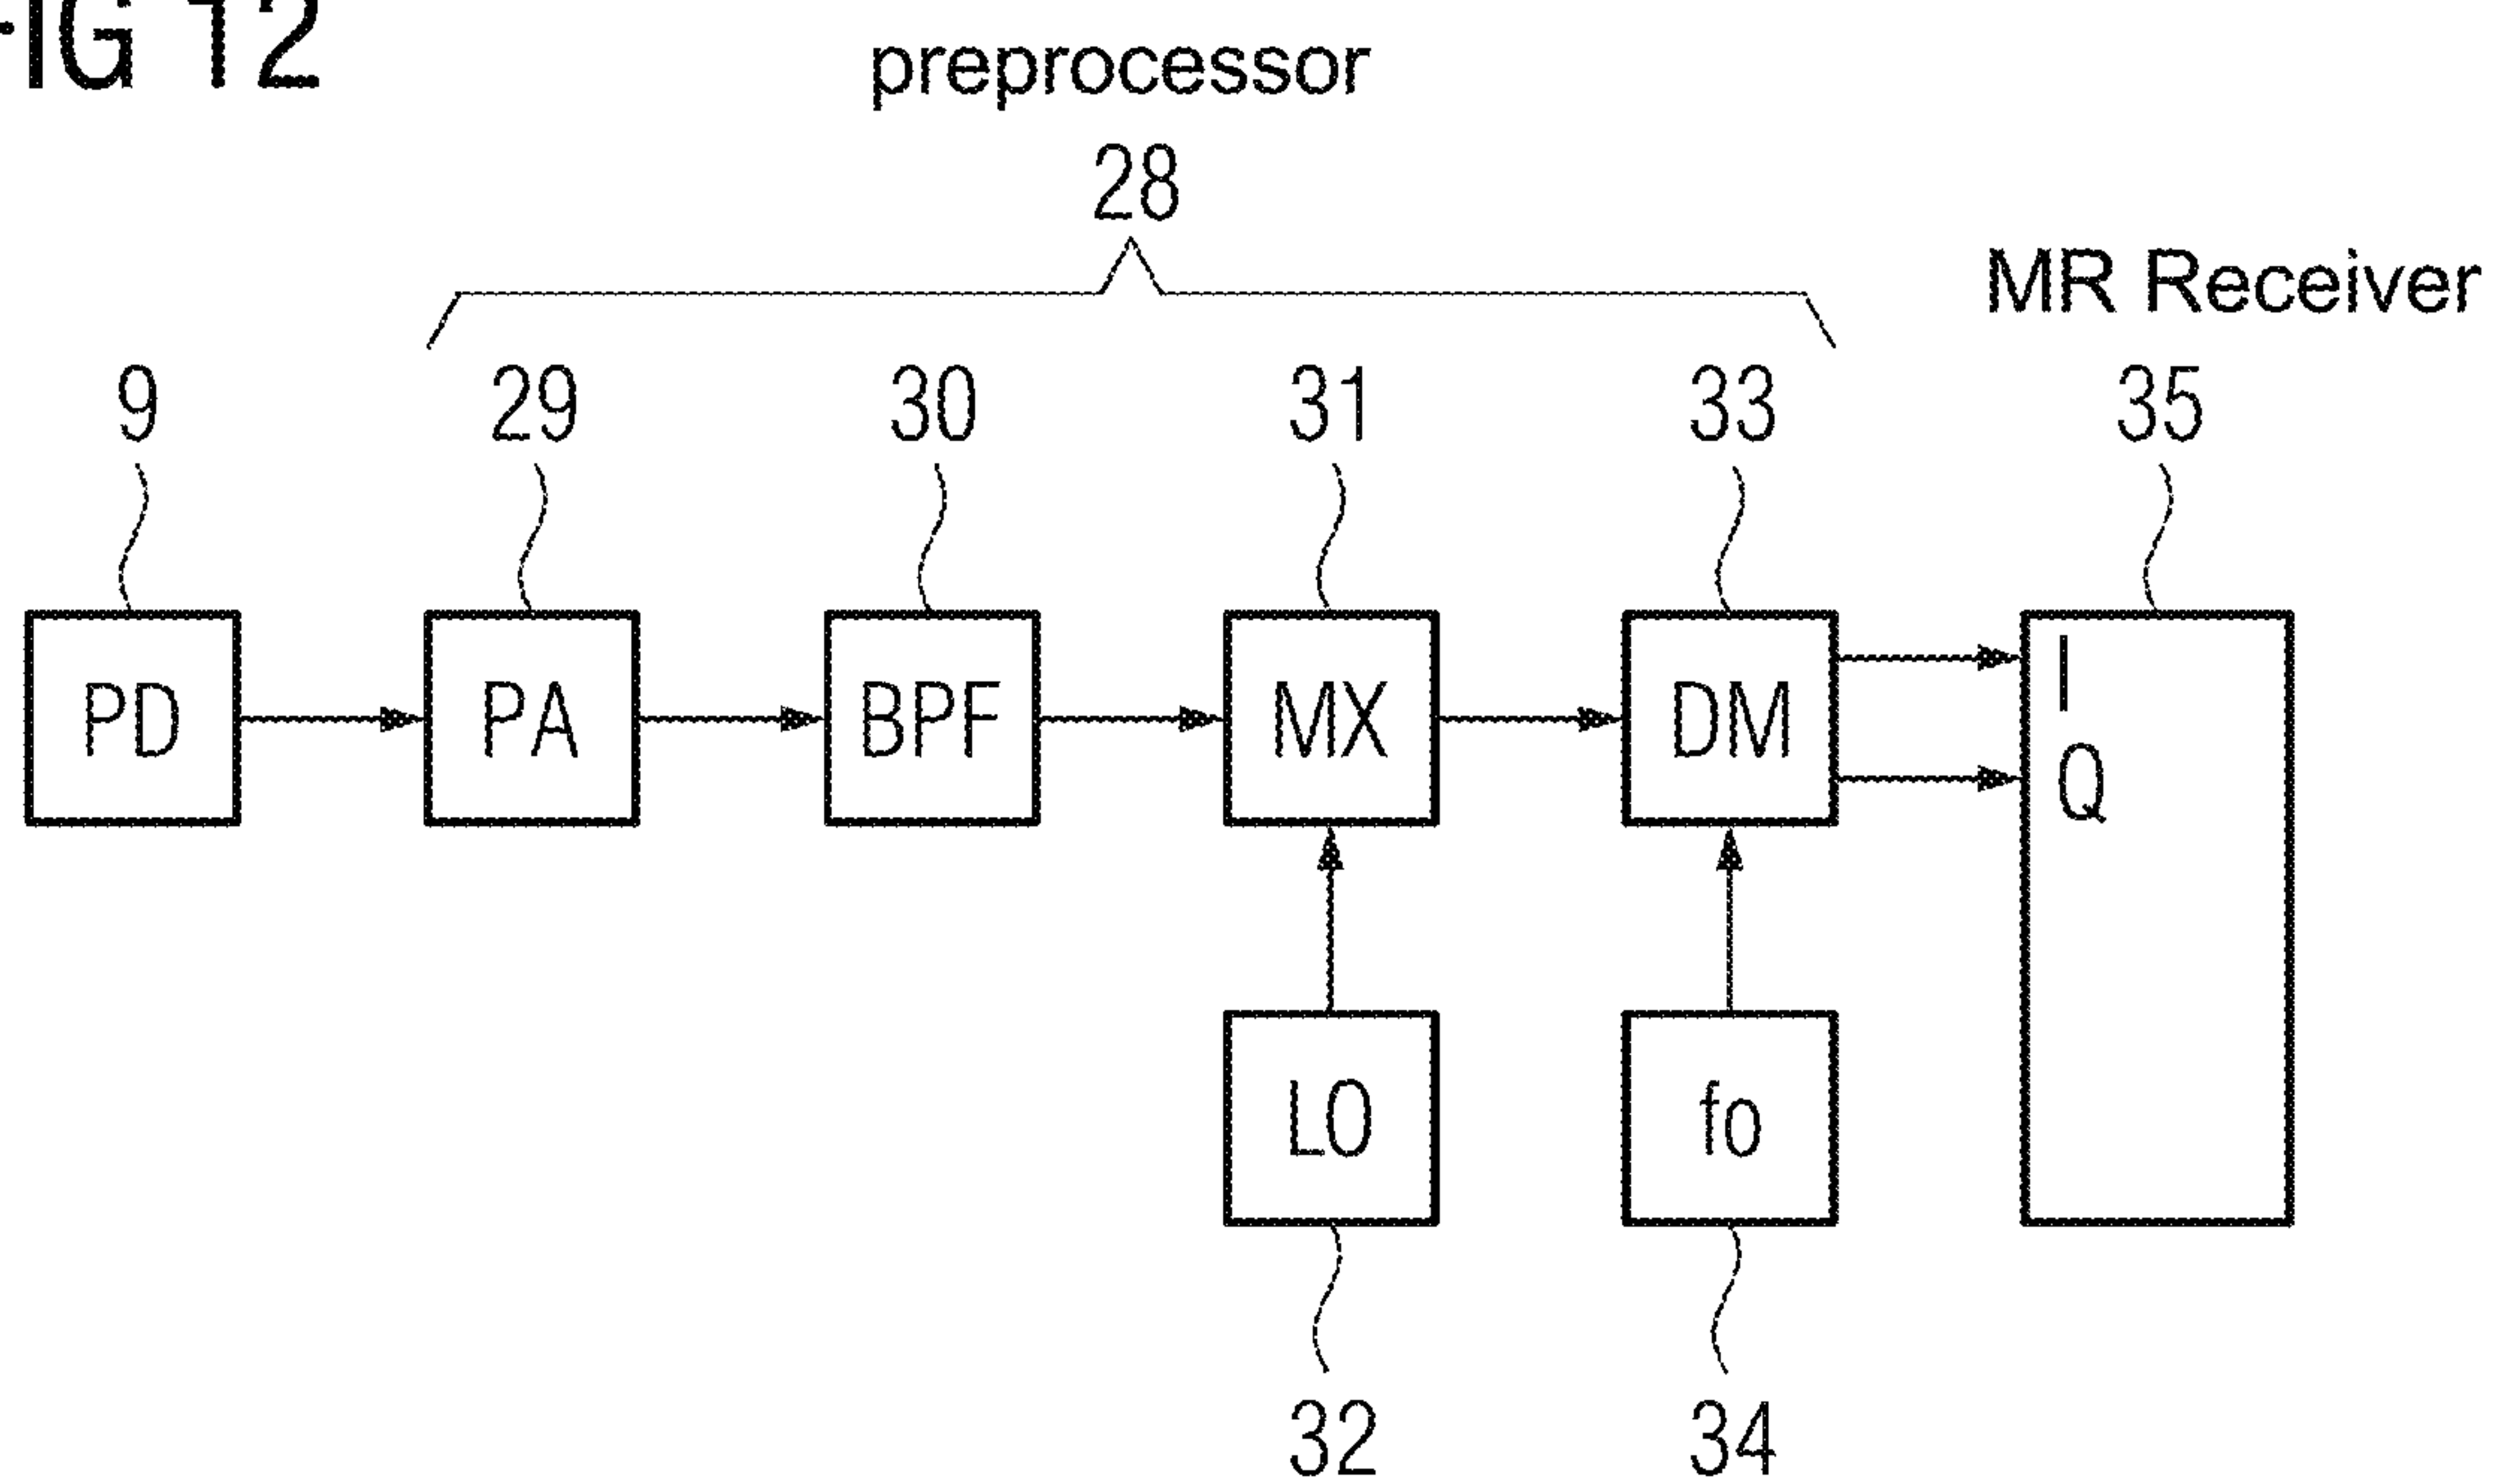 FIG 12
preprocessor
28
MR Receiver
9 29 30 31 33 35
PD PA BPF MX DM I
Q
LO fo
32 34